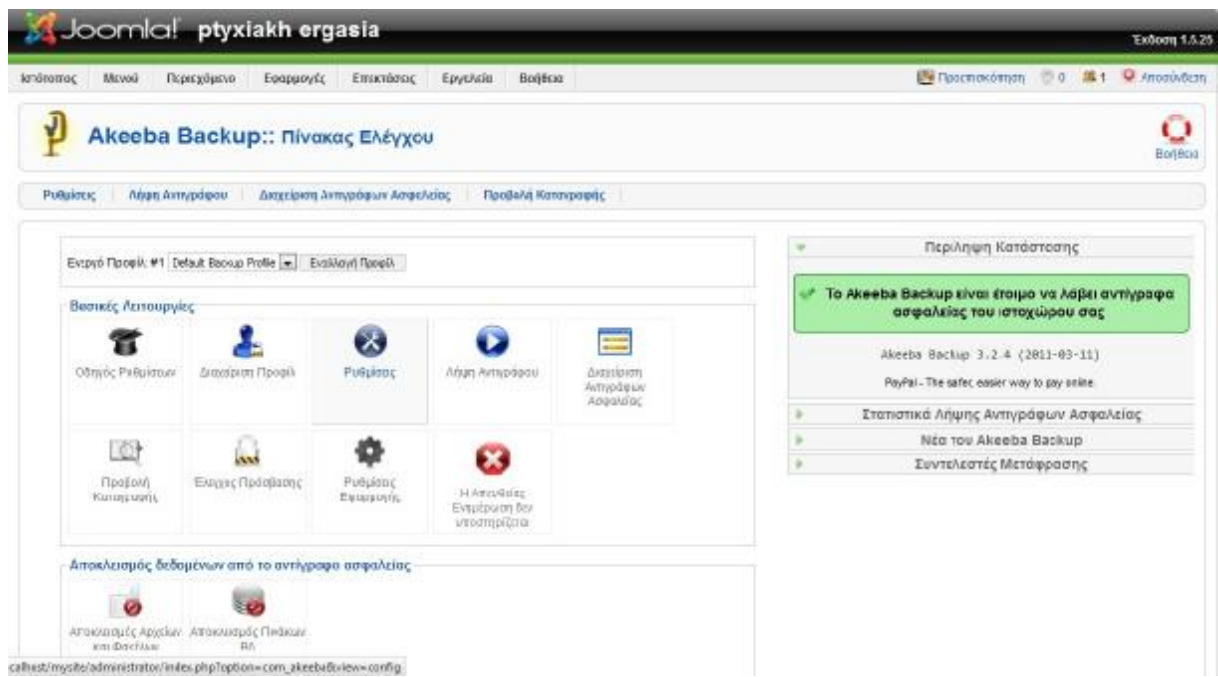 Joomla! ptyxiakh ergasia
Έκδοση 1.5.25
Ιστότοπος Μενού Περιεχόμενο Εφαρμογές Επεκτάσεις Εργαλεία Βοήθεια
Προεπισκόπηση 0 1 Αποσύνδεση
Akeeba Backup:: Πίνακας Ελέγχου
Βοήθεια
Ρυθμίσεις Λήψη Αντιγράφου Διαχείριση Αντιγράφων Ασφαλείας Προβολή Καταγραφής
Ενεργό Προφίλ: #1 Default Backup Profile Εναλλαγή Προφίλ
Βασικές Λειτουργίες
Οδηγός Ρυθμίσεων
Διαχείριση Προφίλ
Ρυθμίσεις
Λήψη Αντιγράφου
Διαχείριση
Αντιγράφων
Ασφαλείας
Προβολή
Καταγραφής
Έλεγχος Πρόσβασης
Ρυθμίσεις
Εφαρμογής
Η Απευθείας
Ενημέρωση δεν
υποστηρίζεται
Αποκλεισμός δεδομένων από το αντίγραφο ασφαλείας
Αποκλεισμός Αρχείων
και Φακέλων
Αποκλεισμός Πινάκων
ΒΔ
Περίληψη Κατάστασης
Το Akeeba Backup είναι έτοιμο να λάβει αντίγραφα
ασφαλείας του ιστοχώρου σας
Akeeba Backup 3.2.4 (2011-03-11)
PayPal - The safer, easier way to pay online.
Στατιστικά Λήψης Αντιγράφων Ασφαλείας
Νέα του Akeeba Backup
Συντελεστές Μετάφρασης
calhost/mysite/administrator/index.php?option=com_akeeba&view=config